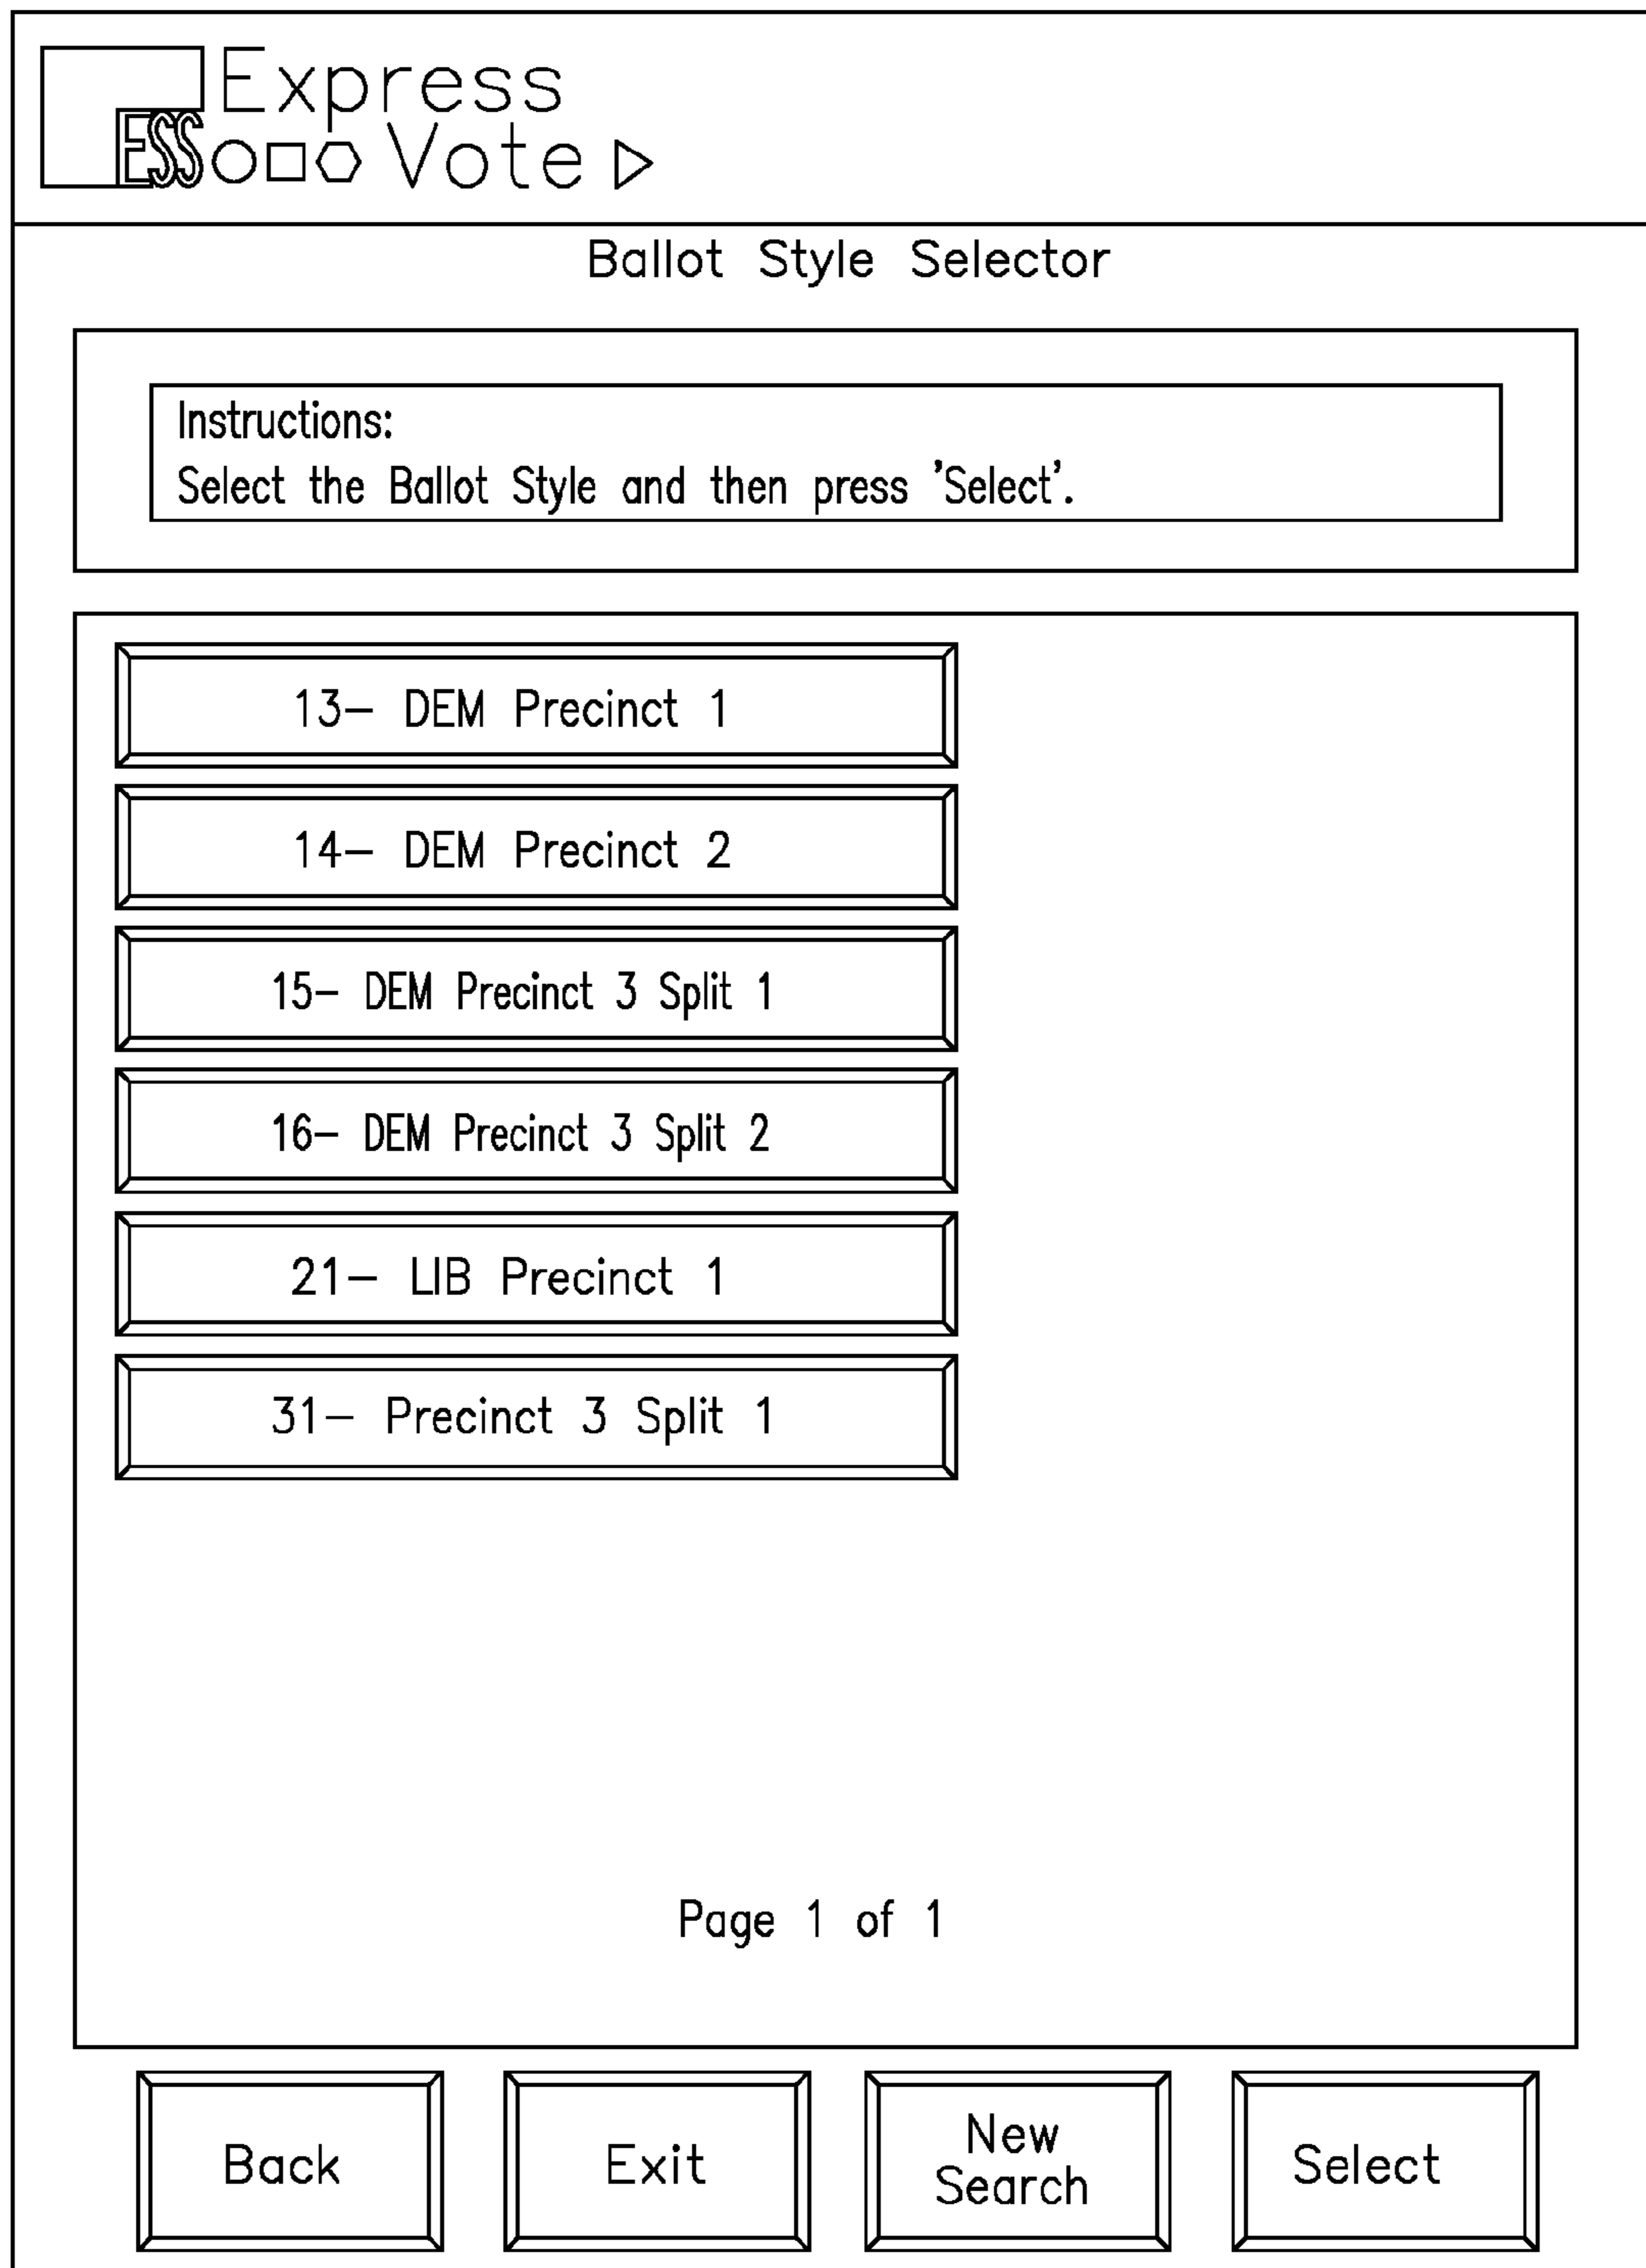 Express
ESS Vote
Ballot Style Selector
Instructions:
Select the Ballot Style and then press 'Select'.
13– DEM Precinct 1
14– DEM Precinct 2
15– DEM Precinct 3 Split 1
16– DEM Precinct 3 Split 2
21– LIB Precinct 1
31– Precinct 3 Split 1
Page 1 of 1
Back
Exit
New
Search
Select